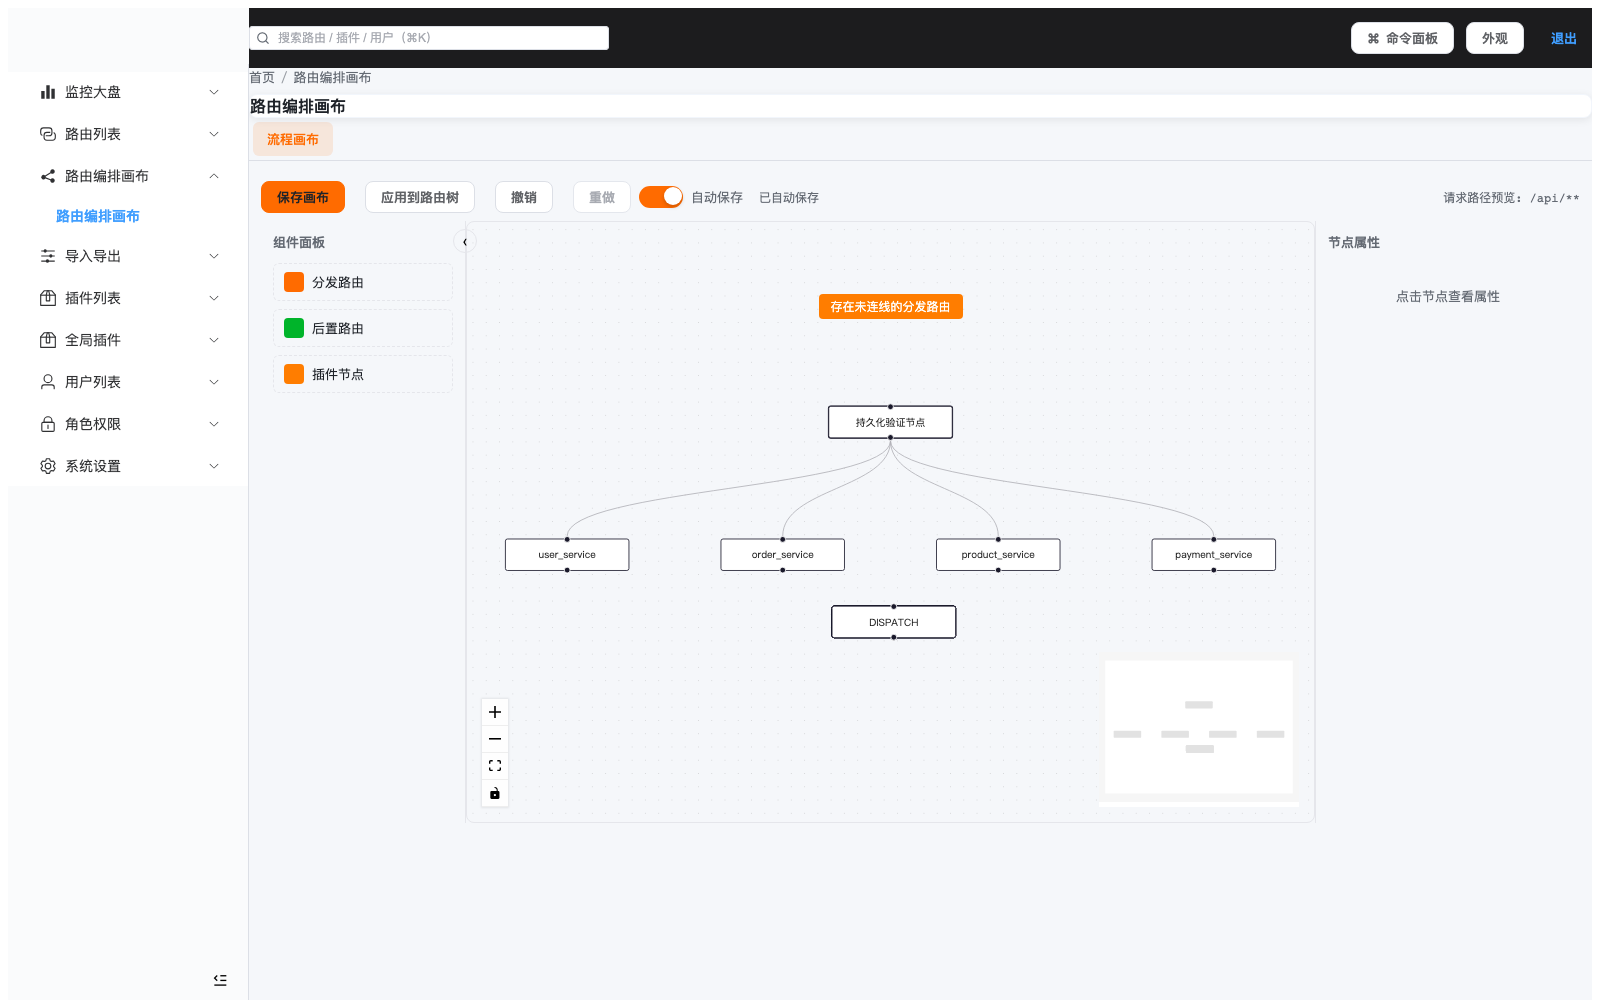 搜索路由 / 插件 / 用户（⌘K）
⌘ 命令面板
外观
退出
监控大盘
路由列表
路由编排画布
路由编排画布
导入导出
插件列表
全局插件
用户列表
角色权限
系统设置
首页 / 路由编排画布
路由编排画布
流程画布
保存画布
应用到路由树
撤销
重做
自动保存
已自动保存
请求路径预览: /api/**
组件面板
分发路由
后置路由
插件节点
存在未连线的分发路由
持久化验证节点
user_service
order_service
product_service
payment_service
DISPATCH
节点属性
点击节点查看属性